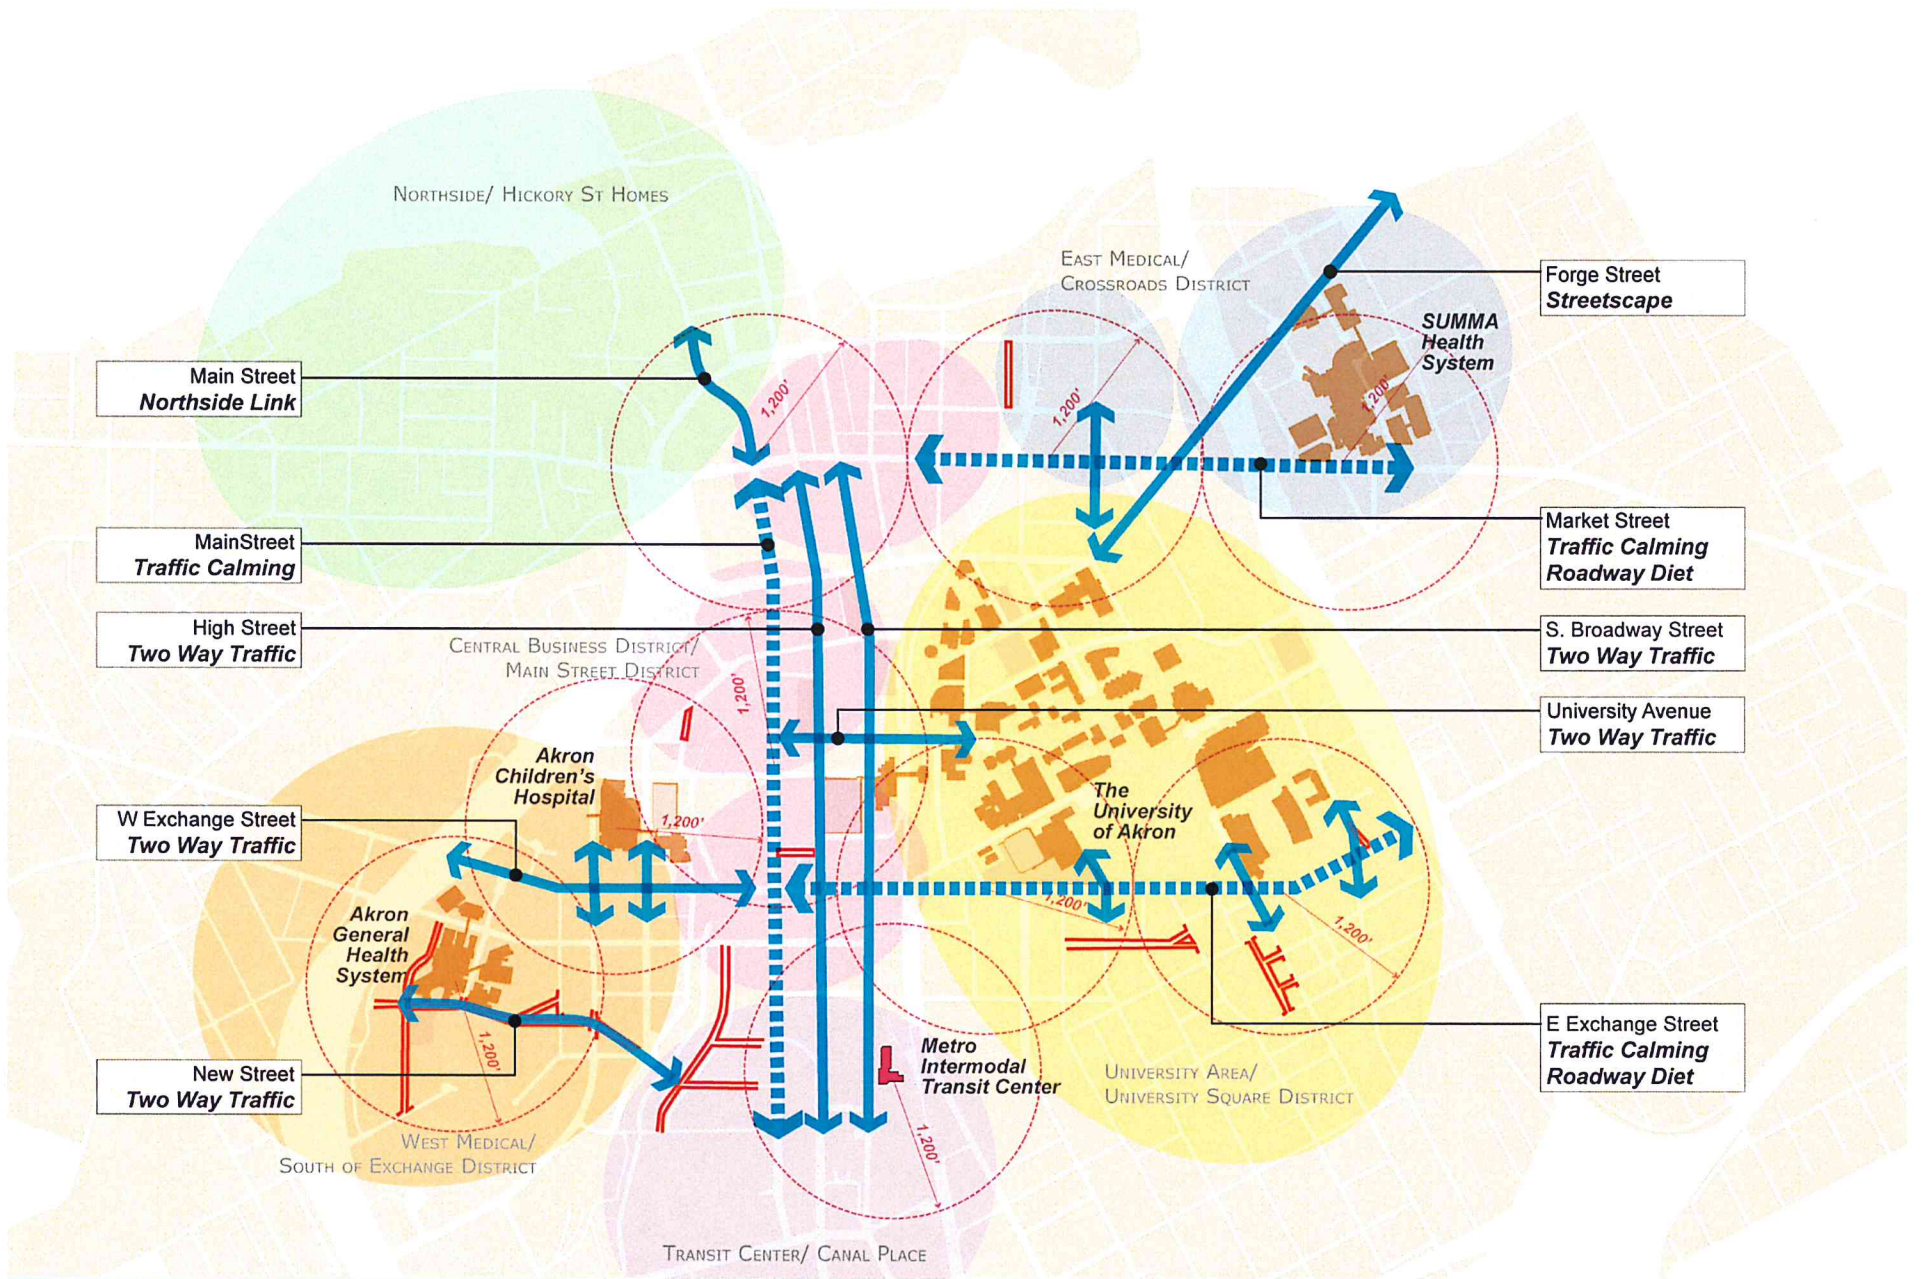 NORTHSIDE/ HICKORY ST HOMES
EAST MEDICAL/
CROSSROADS DISTRICT
Forge Street
Streetscape
SUMMA
Health
System
Main Street
Northside Link
1,200'
1,200'
1,200'
Market Street
Traffic Calming
Roadway Diet
MainStreet
Traffic Calming
High Street
Two Way Traffic
CENTRAL BUSINESS DISTRICT/
MAIN STREET DISTRICT
S. Broadway Street
Two Way Traffic
1,200'
University Avenue
Two Way Traffic
Akron
Children's
Hospital
The
University
of Akron
W Exchange Street
Two Way Traffic
1,200'
1,200'
1,200'
Akron
General
Health
System
E Exchange Street
Traffic Calming
Roadway Diet
New Street
Two Way Traffic
1,200'
Metro
Intermodal
Transit Center
UNIVERSITY AREA/
UNIVERSITY SQUARE DISTRICT
1,200'
WEST MEDICAL/
SOUTH OF EXCHANGE DISTRICT
TRANSIT CENTER/ CANAL PLACE